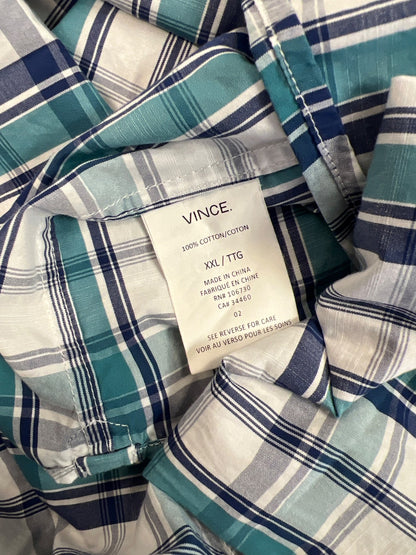 VINCE.
100% COTTON/COTON
XXL / TTG
MADE IN CHINA
FABRIQUÉ EN CHINE
RN# 106730
CA# 34460
02
SEE REVERSE FOR CARE
VOIR AU VERSO POUR LES SOINS